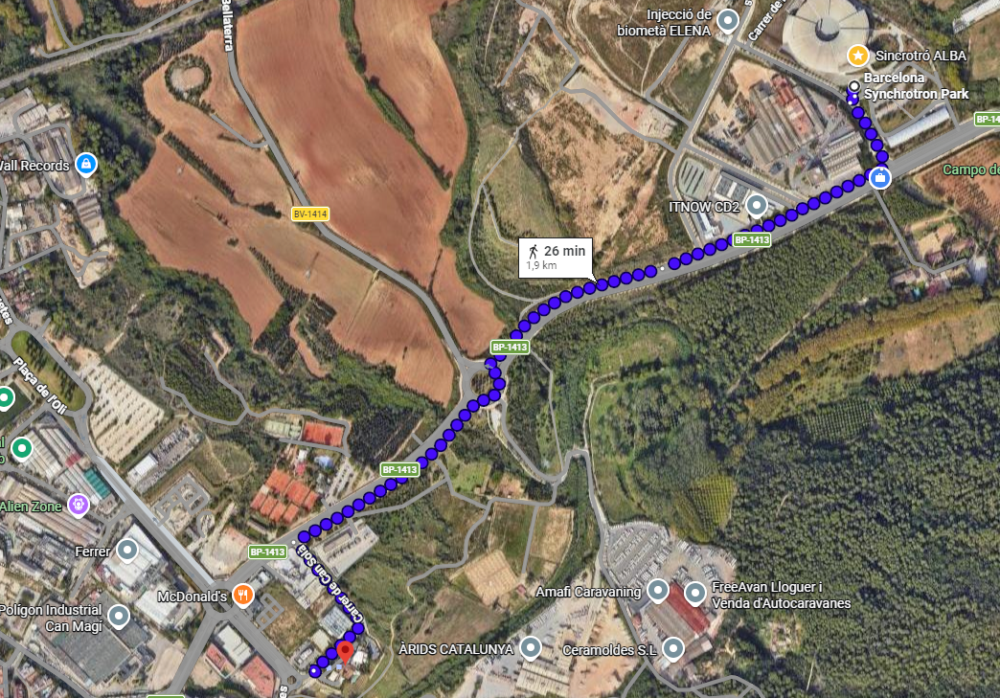 Bellaterra
Injecció de
biometà ELENA
Carrer de
s
Sincrotró ALBA
Barcelona
Synchrotron Park
BP-14
Wall Records
Campo de
ITNOW CD2
BV-1414
BP-1413
26 min
1,9 km
BP-1413
Plaça de l'Oli
BP-1413
Alien Zone
BP-1413
Carrer de Can Solà
Ferrer
McDonald's
Polígon Industrial
Can Magí
Amafi Caravaning
FreeAvan Lloguer i
Venda d'Autocaravanes
ÀRIDS CATALUNYA
Ceramoldes S.L